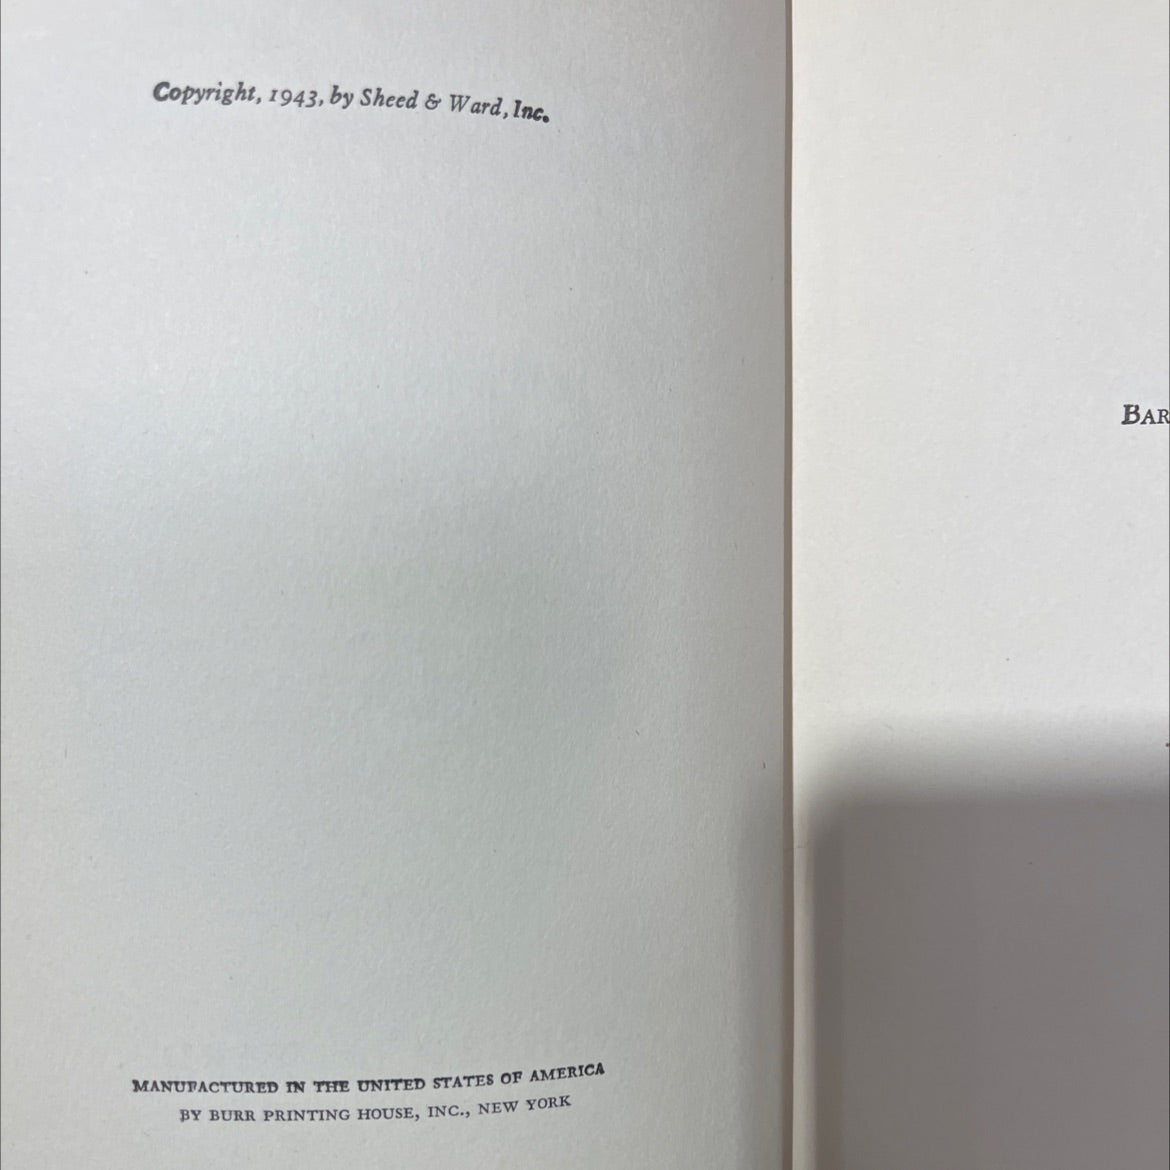 Copyright, 1943, by Sheed & Ward, Inc.
MANUFACTURED IN THE UNITED STATES OF AMERICA
BY BURR PRINTING HOUSE, INC., NEW YORK
BAR